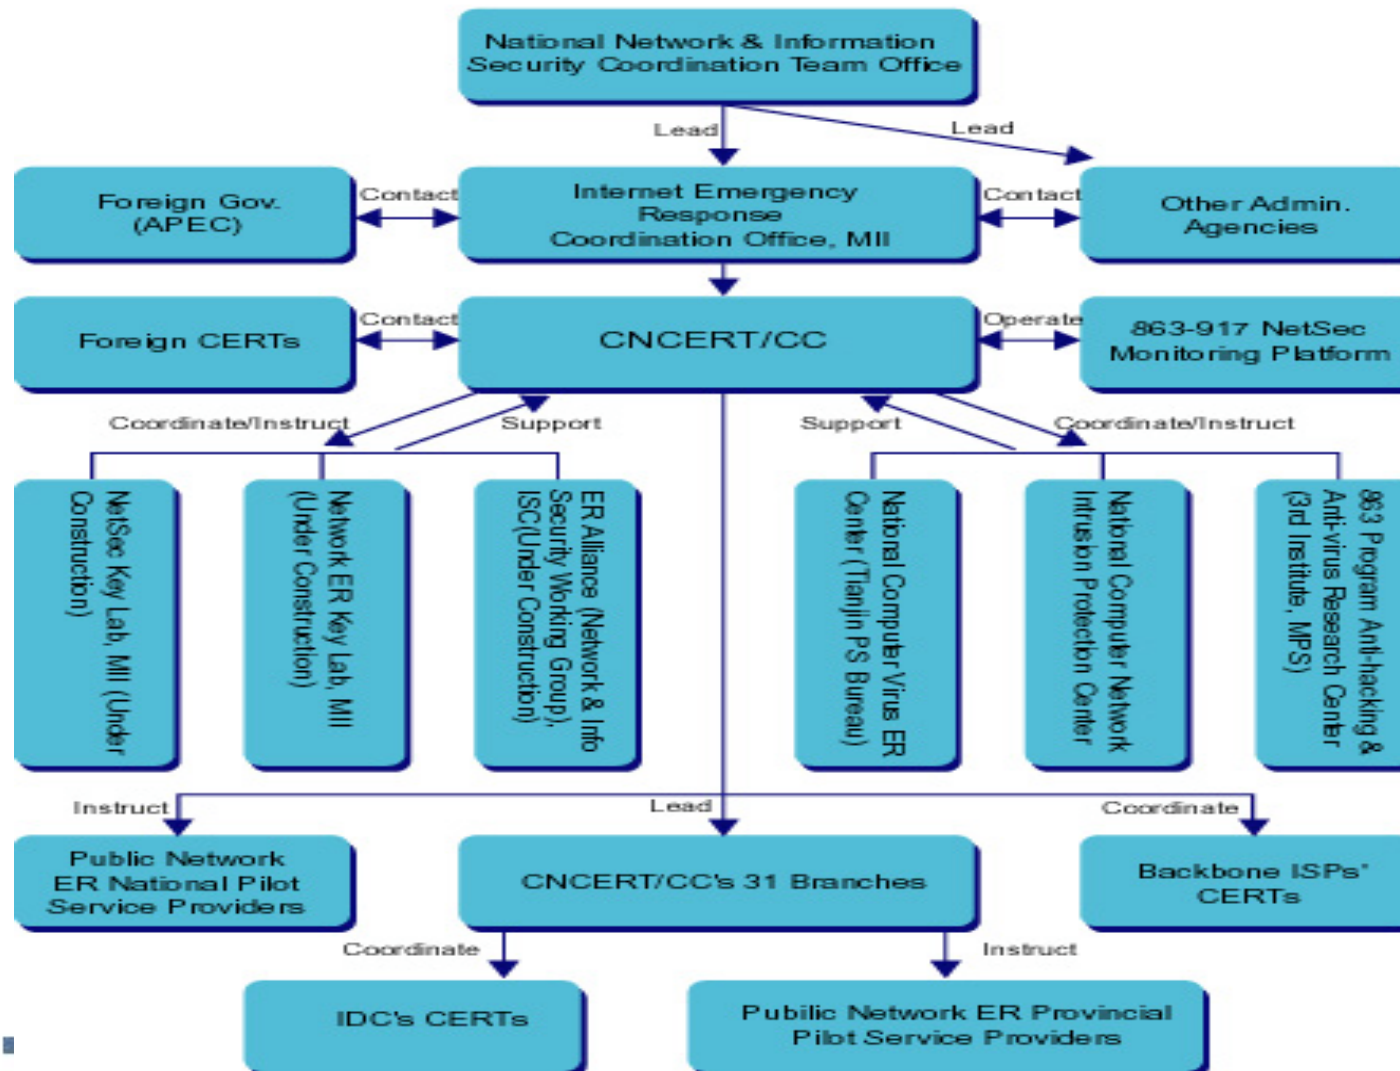 National Network & Information
Security Coordination Team Office
Lead
Lead
Foreign Gov.
(APEC)
Contact
Internet Emergency
Response
Coordination Office, MII
Contact
Other Admin.
Agencies
Foreign CERTs
Contact
CNCERT/CC
Operate
863-917 NetSec
Monitoring Platform
Coordinate/Instruct
Support
Support
Coordinate/Instruct
NetSec Key Lab, MII (Under
Construction)
Network ER Key Lab, MII
(Under Construction)
ER Alliance (Network & Info
Security Working Group),
ISC(Under Construction)
National Computer Virus ER
Center (Tianjin PS Bureau)
National Computer Network
Intrusion Protection Center
863 Program Anti-hacking &
Anti-virus Research Center
(3rd Institute, MPS)
Instruct
Lead
Coordinate
Public Network
ER National Pilot
Service Providers
CNCERT/CC's 31 Branches
Backbone ISPs'
CERTs
Coordinate
Instruct
IDC's CERTs
Pubilic Network ER Provincial
Pilot Service Providers